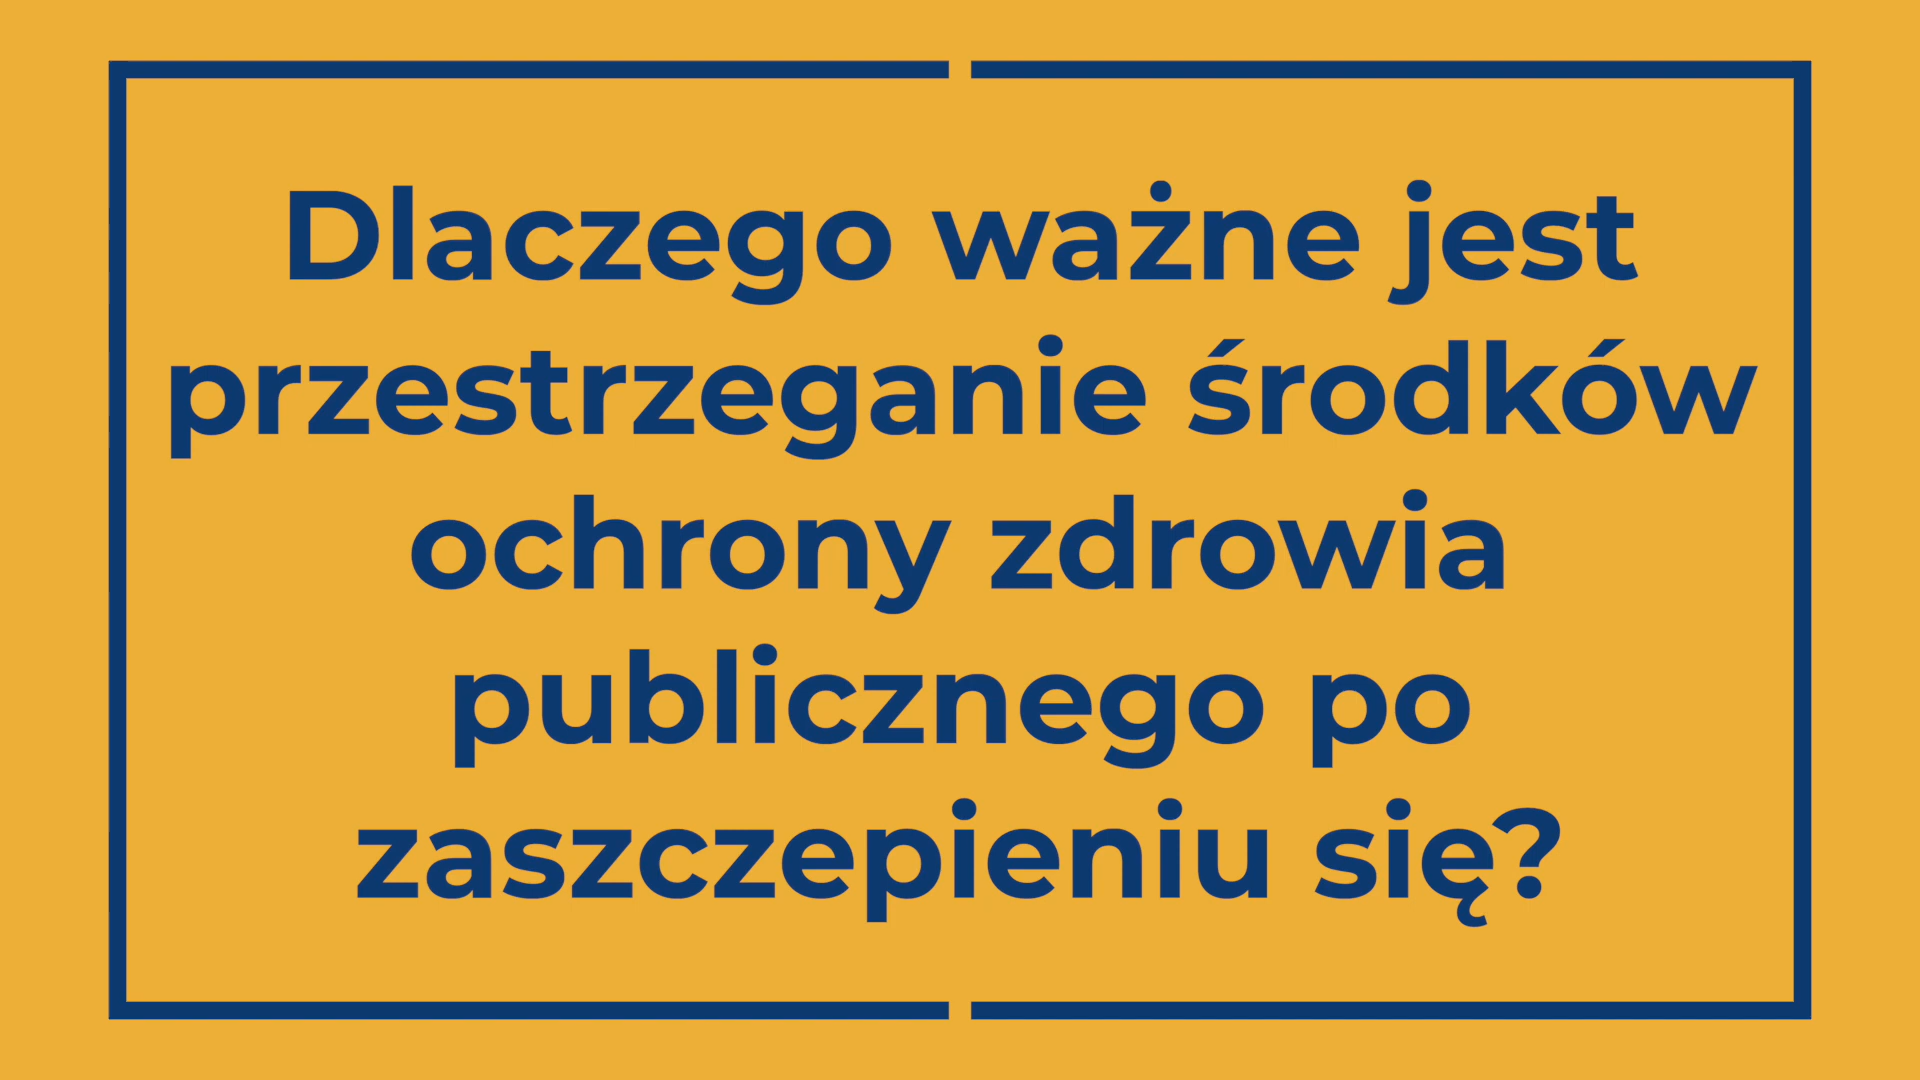 Dlaczego ważne jest
przestrzeganie środków
ochrony zdrowia
publicznego po
zaszczepieniu się?